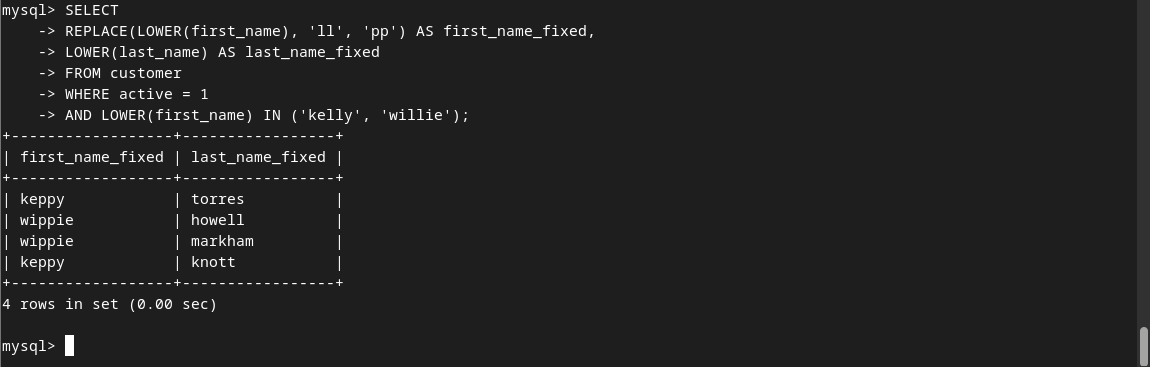 mysql> SELECT
    -> REPLACE(LOWER(first_name), 'll', 'pp') AS first_name_fixed,
    -> LOWER(last_name) AS last_name_fixed
    -> FROM customer
    -> WHERE active = 1
    -> AND LOWER(first_name) IN ('kelly', 'willie');
+------------------+-----------------+
| first_name_fixed | last_name_fixed |
+------------------+-----------------+
| keppy            | torres          |
| wippie           | howell          |
| wippie           | markham         |
| keppy            | knott           |
+------------------+-----------------+
4 rows in set (0.00 sec)

mysql>